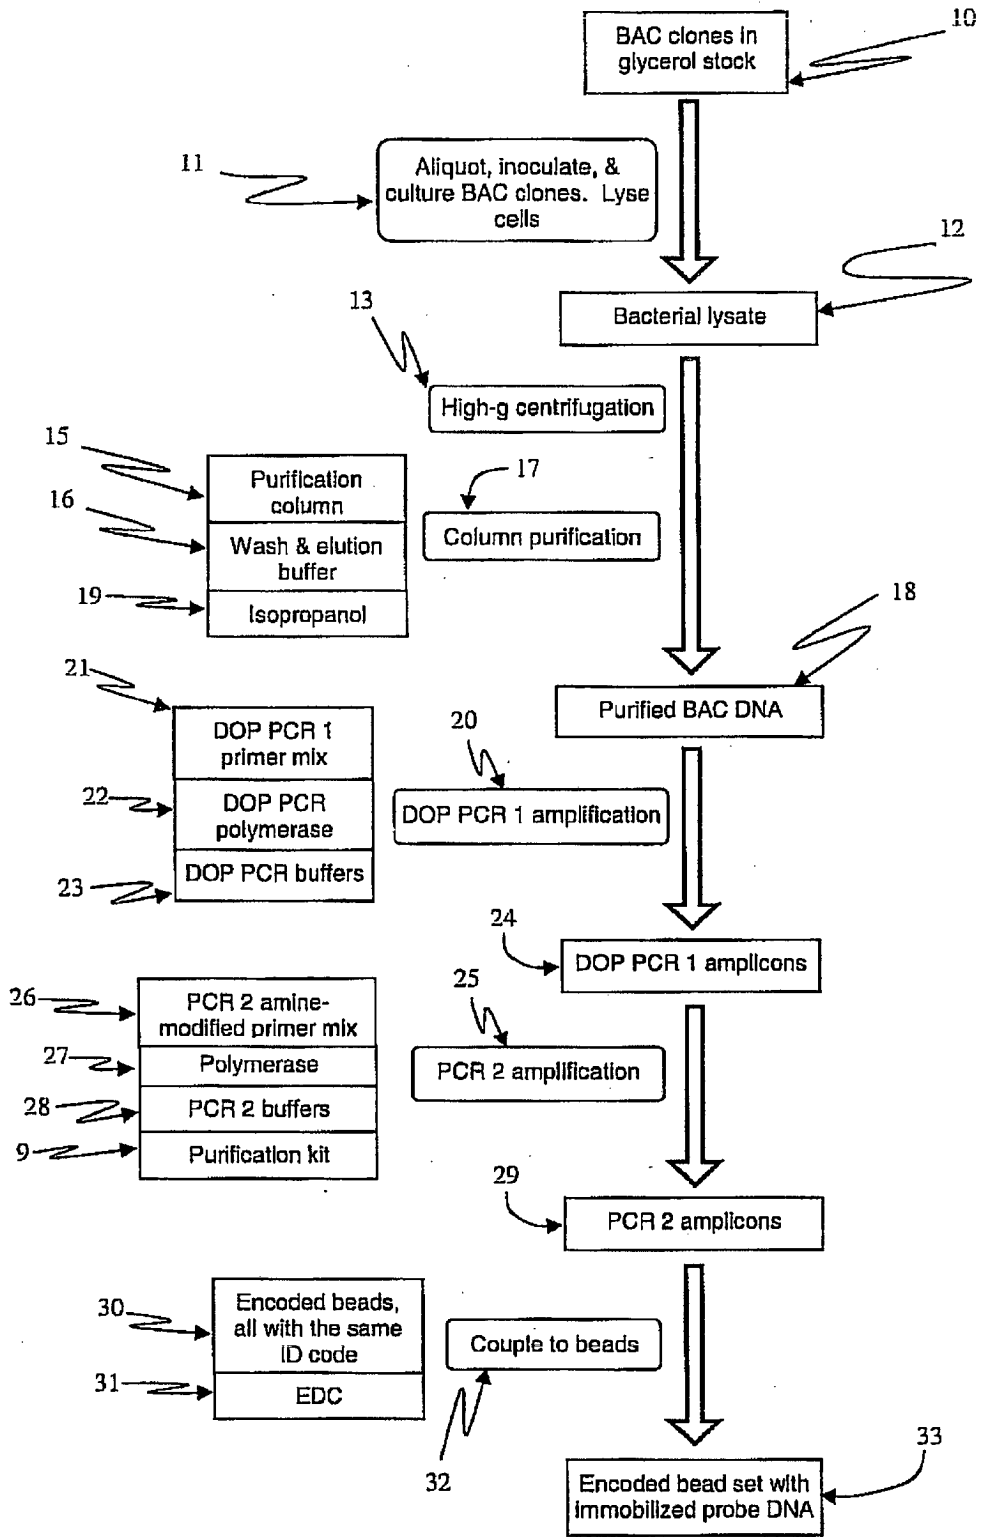 10
BAC clones in
glycerol stock
11
Aliquot, inoculate, &
culture BAC clones. Lyse
cells
12
Bacterial lysate
13
High-g centrifugation
15
Purification
column
17
16
Wash & elution
buffer
Column purification
19
Isopropanol
18
21
Purified BAC DNA
DOP PCR 1
primer mix
20
22
DOP PCR
polymerase
DOP PCR 1 amplification
23
DOP PCR buffers
24
DOP PCR 1 amplicons
26
PCR 2 amine-
modified primer mix
25
27
Polymerase
PCR 2 amplification
28
PCR 2 buffers
9
Purification kit
29
PCR 2 amplicons
30
Encoded beads,
all with the same
ID code
Couple to beads
31
EDC
32
33
Encoded bead set with
immobilized probe DNA